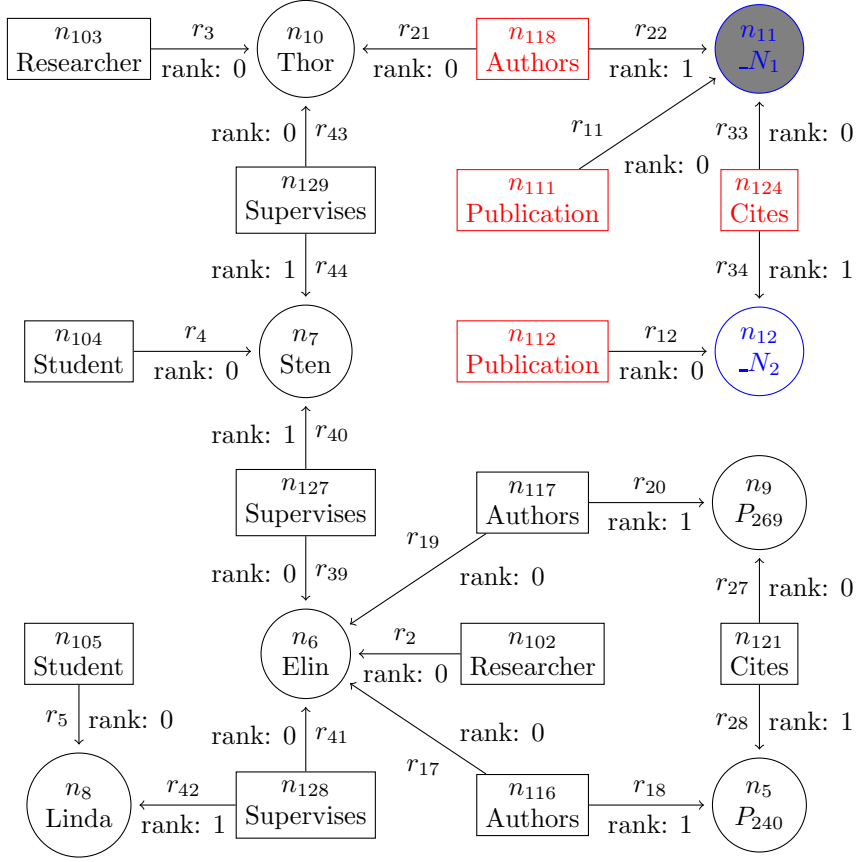 n103 r3 n10 r21 n118 r22 n11
Researcher rank: 0 Thor rank: 0 Authors rank: 1 _N1
rank: 0 r43 r11 r33 rank: 0
rank: 0
n129 n111 n124
Supervises Publication Cites
rank: 1 r44 r34 rank: 1
n104 r4 n7 n112 r12 n12
Student rank: 0 Sten Publication rank: 0 _N2
rank: 1 r40
n127 n117 r20 n9
Supervises Authors rank: 1 P269
rank: 0 r39 r19 rank: 0 r27 rank: 0
n105 n6 r2 n102 n121
Student Elin rank: 0 Researcher Cites
r5 rank: 0 rank: 0 r41 rank: 0 r28 rank: 1
r17
n8 r42 n128 n116 r18 n5
Linda rank: 1 Supervises Authors rank: 1 P240